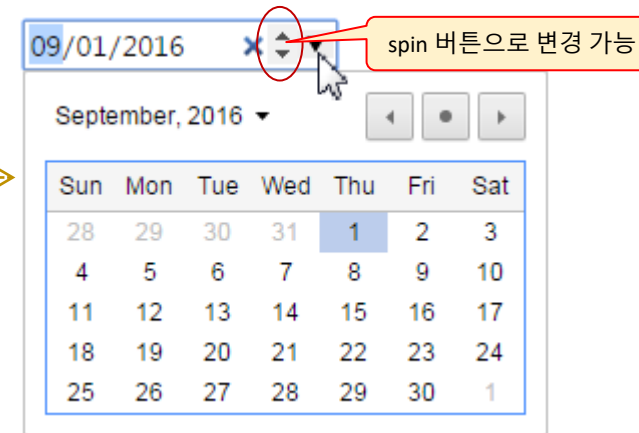 09/01/2016
spin 버튼으로 변경 가능
September, 2016
Sun Mon Tue Wed Thu Fri Sat
28 29 30 31 1 2 3
4 5 6 7 8 9 10
11 12 13 14 15 16 17
18 19 20 21 22 23 24
25 26 27 28 29 30 1